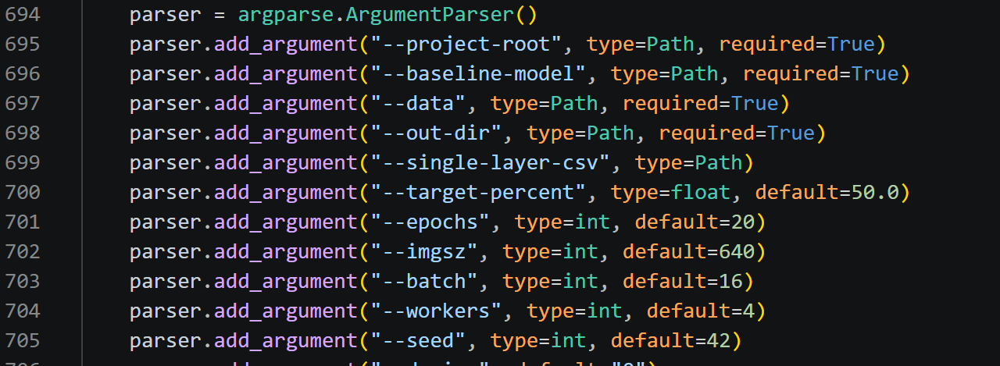 694 parser = argparse.ArgumentParser()
695 parser.add_argument("--project-root", type=Path, required=True)
696 parser.add_argument("--baseline-model", type=Path, required=True)
697 parser.add_argument("--data", type=Path, required=True)
698 parser.add_argument("--out-dir", type=Path, required=True)
699 parser.add_argument("--single-layer-csv", type=Path)
700 parser.add_argument("--target-percent", type=float, default=50.0)
701 parser.add_argument("--epochs", type=int, default=20)
702 parser.add_argument("--imgsz", type=int, default=640)
703 parser.add_argument("--batch", type=int, default=16)
704 parser.add_argument("--workers", type=int, default=4)
705 parser.add_argument("--seed", type=int, default=42)